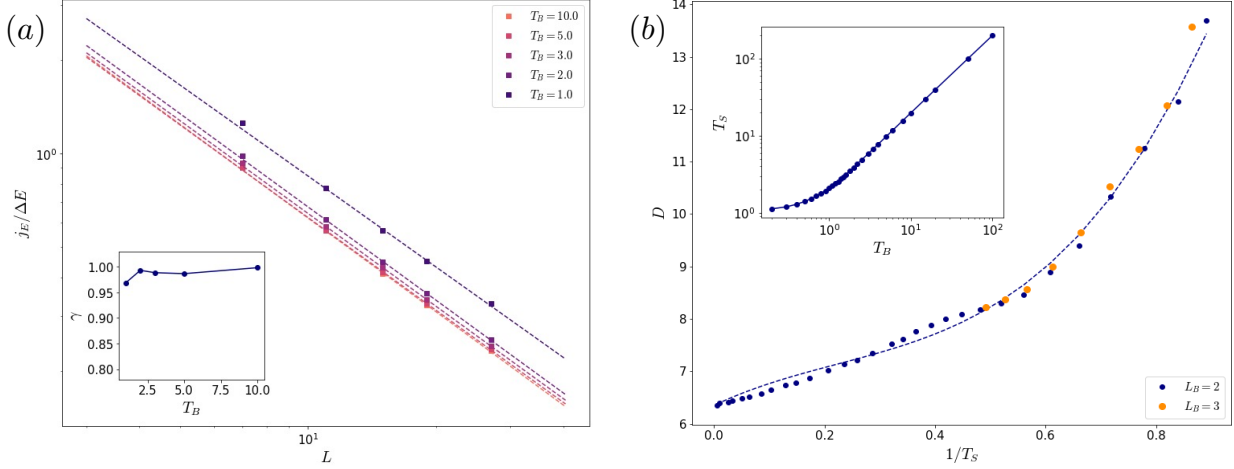 (a)
T_B = 10.0
T_B = 5.0
T_B = 3.0
T_B = 2.0
T_B = 1.0
10^0
j_E/ΔE
10^1
L
1.00
0.95
0.90
0.85
0.80
γ
2.5
5.0
7.5
10.0
T_B
(b)
14
13
12
11
10
9
8
7
6
D
0.0
0.2
0.4
0.6
0.8
1/T_S
10^2
10^1
10^0
T_S
10^0
10^1
10^2
T_B
L_B = 2
L_B = 3